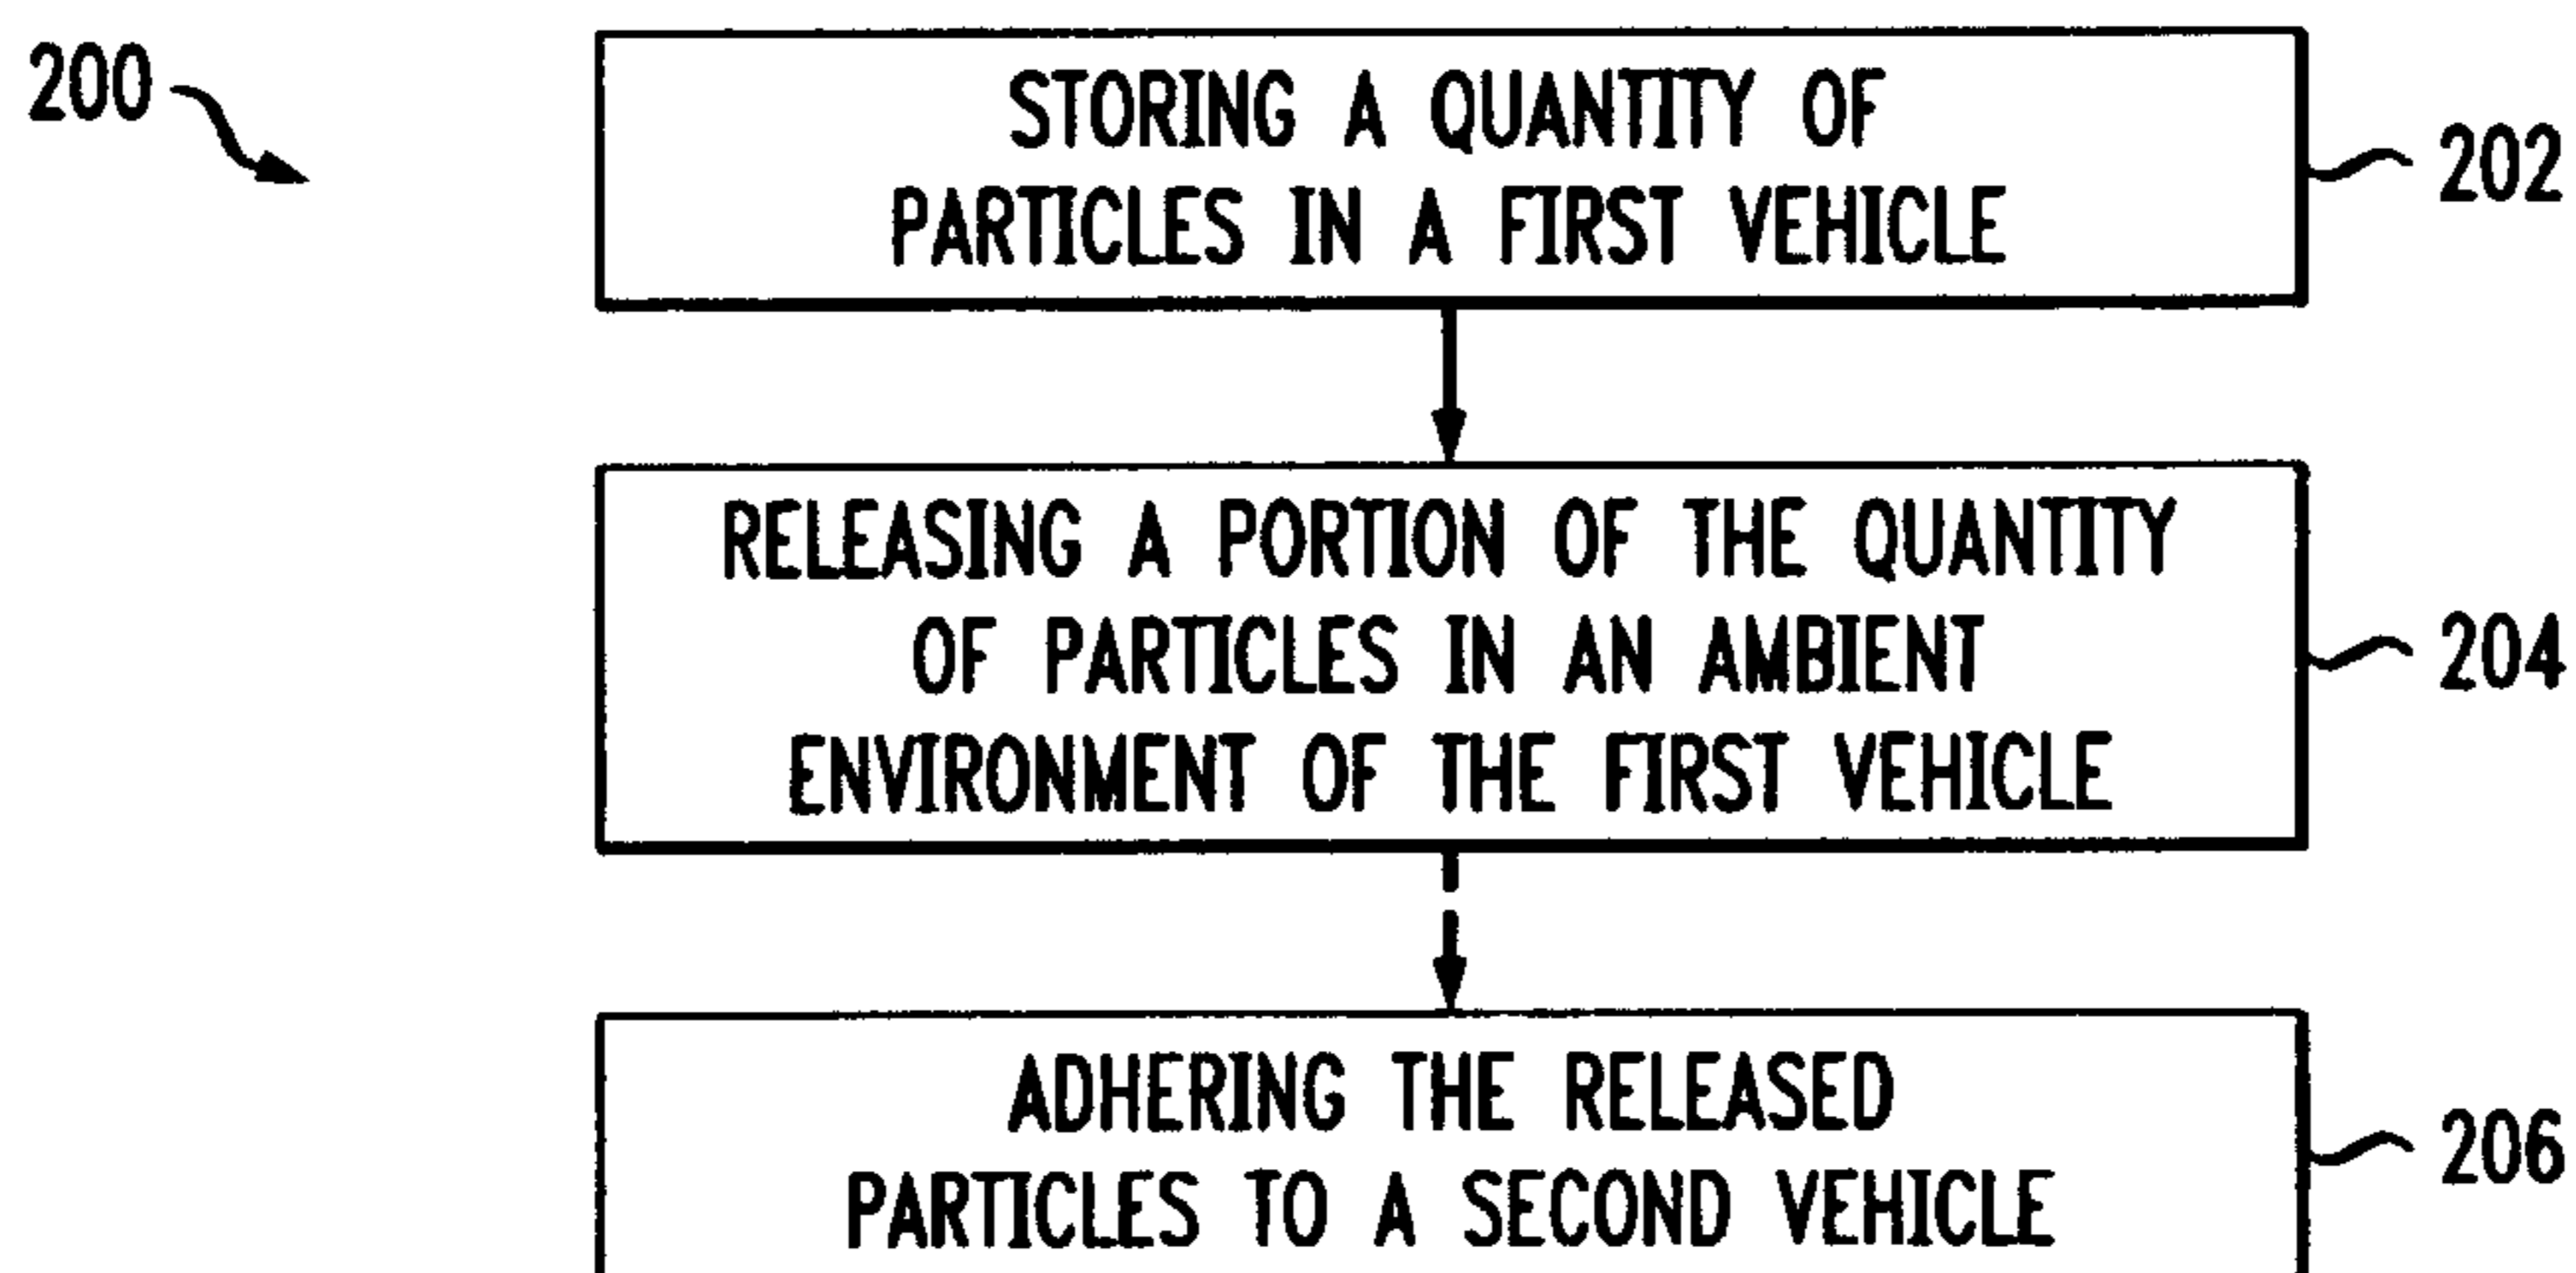 200
STORING A QUANTITY OF
PARTICLES IN A FIRST VEHICLE
202
RELEASING A PORTION OF THE QUANTITY
OF PARTICLES IN AN AMBIENT
ENVIRONMENT OF THE FIRST VEHICLE
204
ADHERING THE RELEASED
PARTICLES TO A SECOND VEHICLE
206